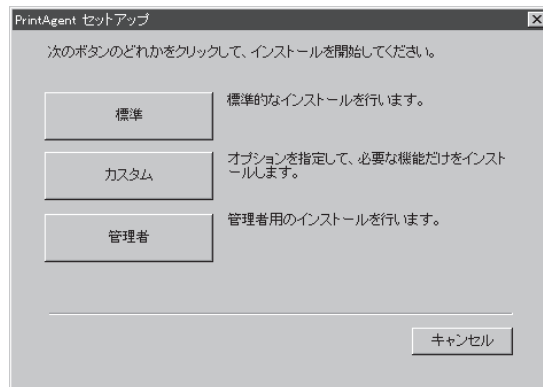 PrintAgent セットアップ
次のボタンのどれかをクリックして、インストールを開始してください。
標準
標準的なインストールを行います。
カスタム
オプションを指定して、必要な機能だけをインスト
ールします。
管理者
管理者用のインストールを行います。
キャンセル